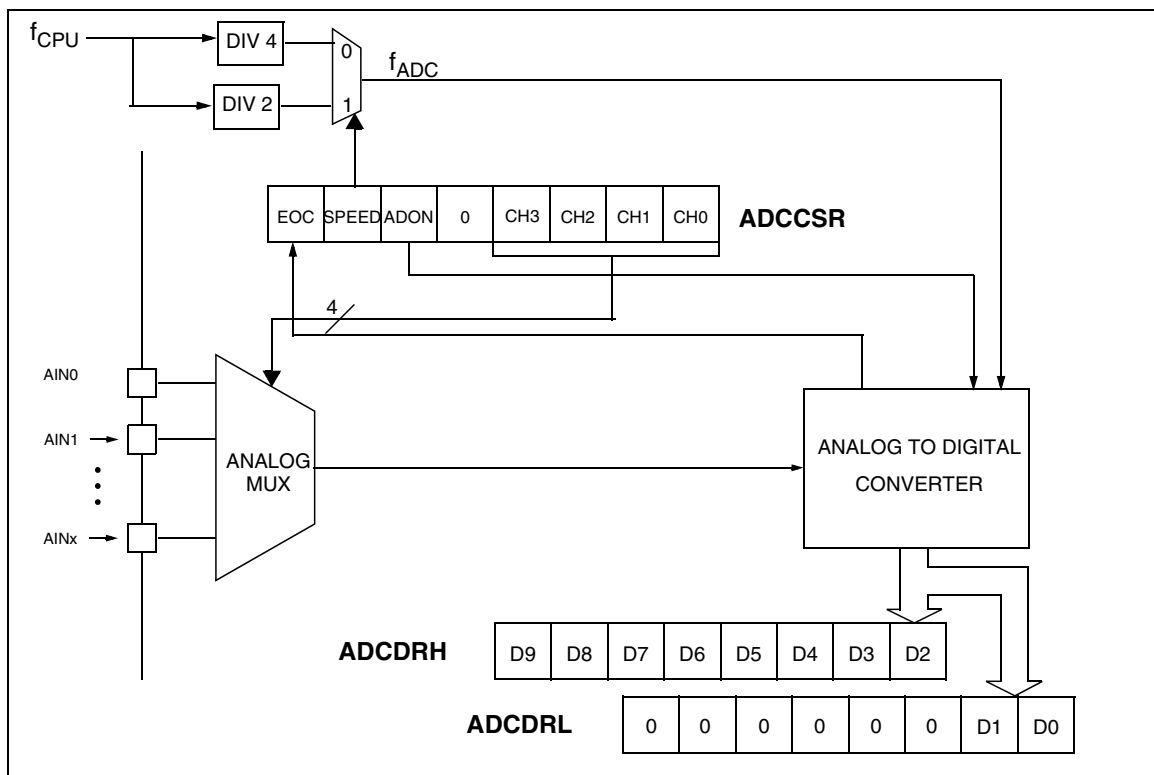 fCPU
DIV 4
0
fADC
DIV 2
1
EOC SPEED ADON 0 CH3 CH2 CH1 CH0
ADCCSR
4
AIN0
AIN1
AINx
ANALOG
MUX
ANALOG TO DIGITAL
CONVERTER
ADCDRH
D9 D8 D7 D6 D5 D4 D3 D2
ADCDRL
0 0 0 0 0 0 D1 D0